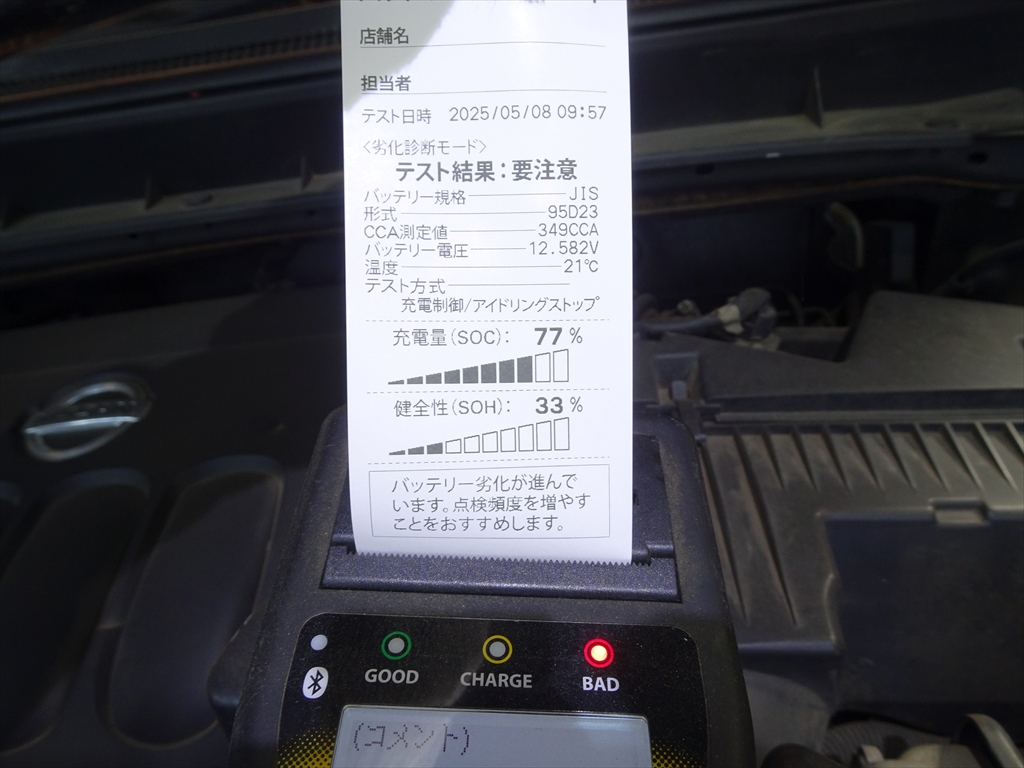 店舗名
担当者
テスト日時 2025/05/08 09:57
<劣化診断モード>
テスト結果:要注意
バッテリー規格 JIS
形式 95D23
CCA測定値 349CCA
バッテリー電圧 12.582V
温度 21℃
テスト方式
充電制御/アイドリングストップ
充電量(SOC): 77 %
健全性(SOH): 33 %
バッテリー劣化が進んで
います。点検頻度を増やす
ことをおすすめします。
GOOD CHARGE BAD
(コメント)